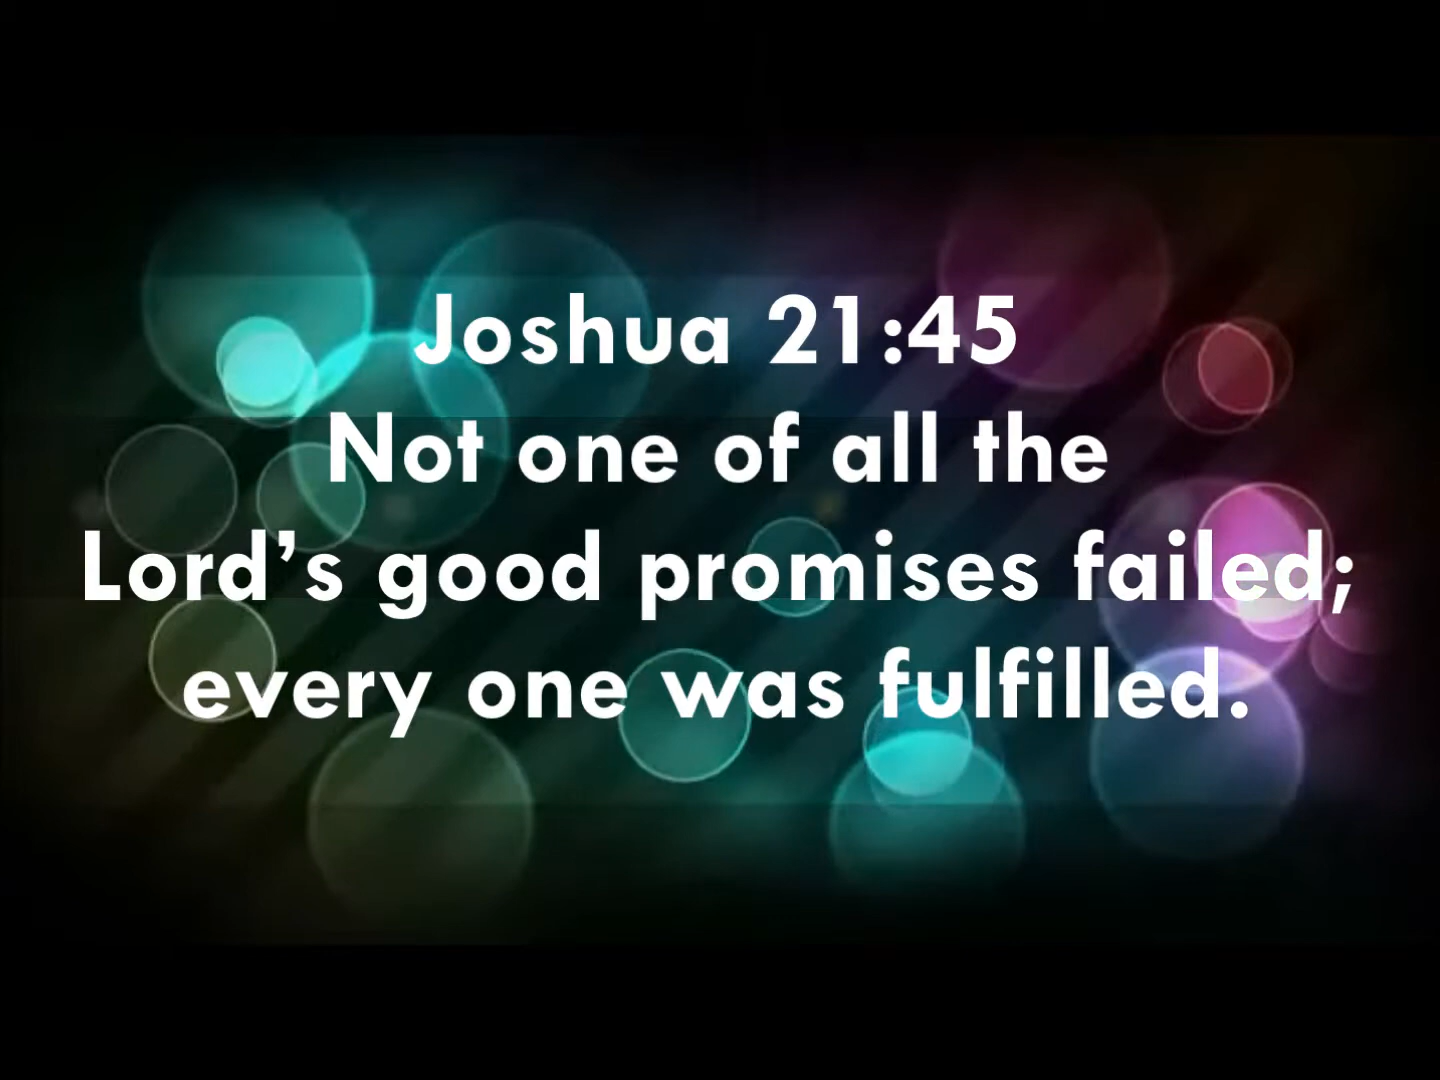 Joshua 21:45
Not one of all the
Lord’s good promises failed;
every one was fulfilled.